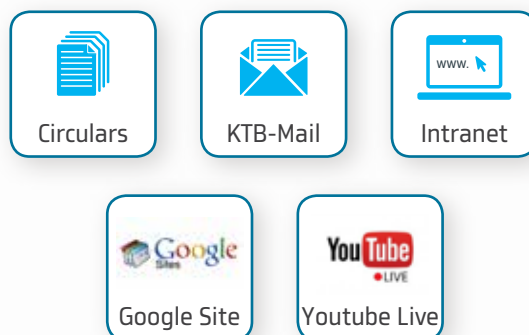 www.
Circulars
KTB-Mail
Intranet
Google
Sites
YouTube
LIVE
Google Site
Youtube Live